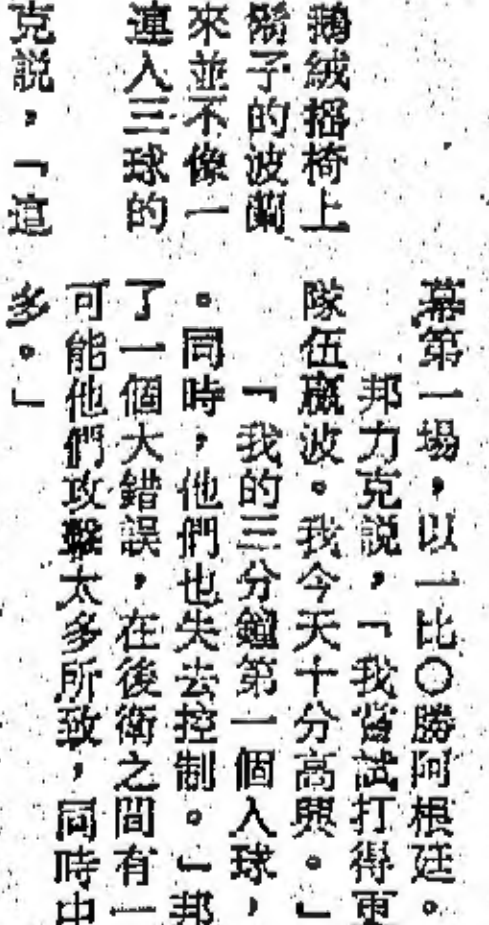 鵝絨搖椅上
鬍子的波蘭
來並不像一
連入三球的
克說,「這
幕第一場,以一比〇勝阿根廷。
邦力克說,「我嘗試打得更
隊伍贏波。我今天十分高興。」
「我的三分鐘第一個入球,
。同時,他們也失去控制。」邦
了一個大錯誤,在後衛之間有一
可能他們攻擊太多所致,同時中
多。」